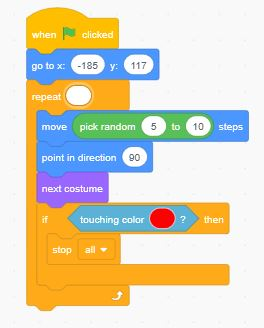 when clicked
go to x: -185 y: 117
repeat
move pick random 5 to 10 steps
point in direction 90
next costume
if touching color ? then
stop all